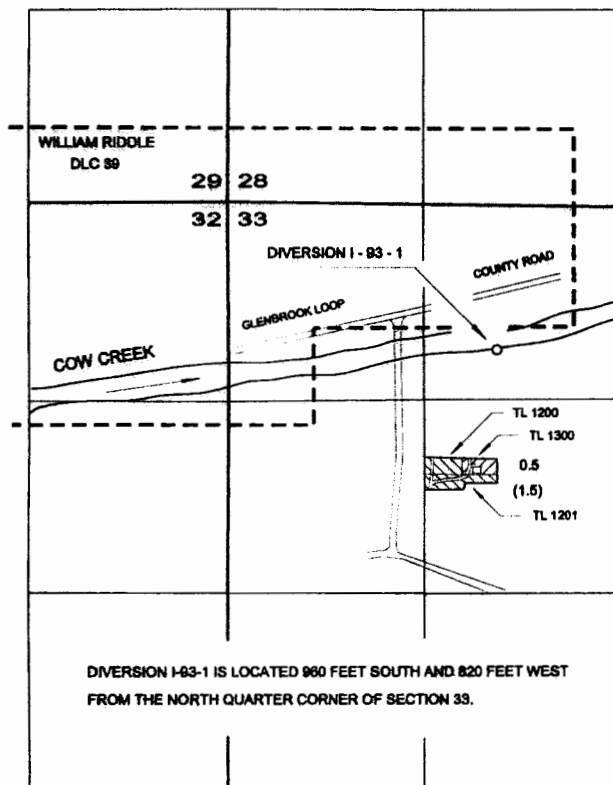 WILLIAM RIDDLE
DLC 39
29 28
32 33
DIVERSION I - 93 - 1
COUNTY ROAD
GLENBROOK LOOP
COW CREEK
TL 1200
TL 1300
0.5
(1.5)
TL 1201
DIVERSION I-93-1 IS LOCATED 960 FEET SOUTH AND 820 FEET WEST
FROM THE NORTH QUARTER CORNER OF SECTION 33.